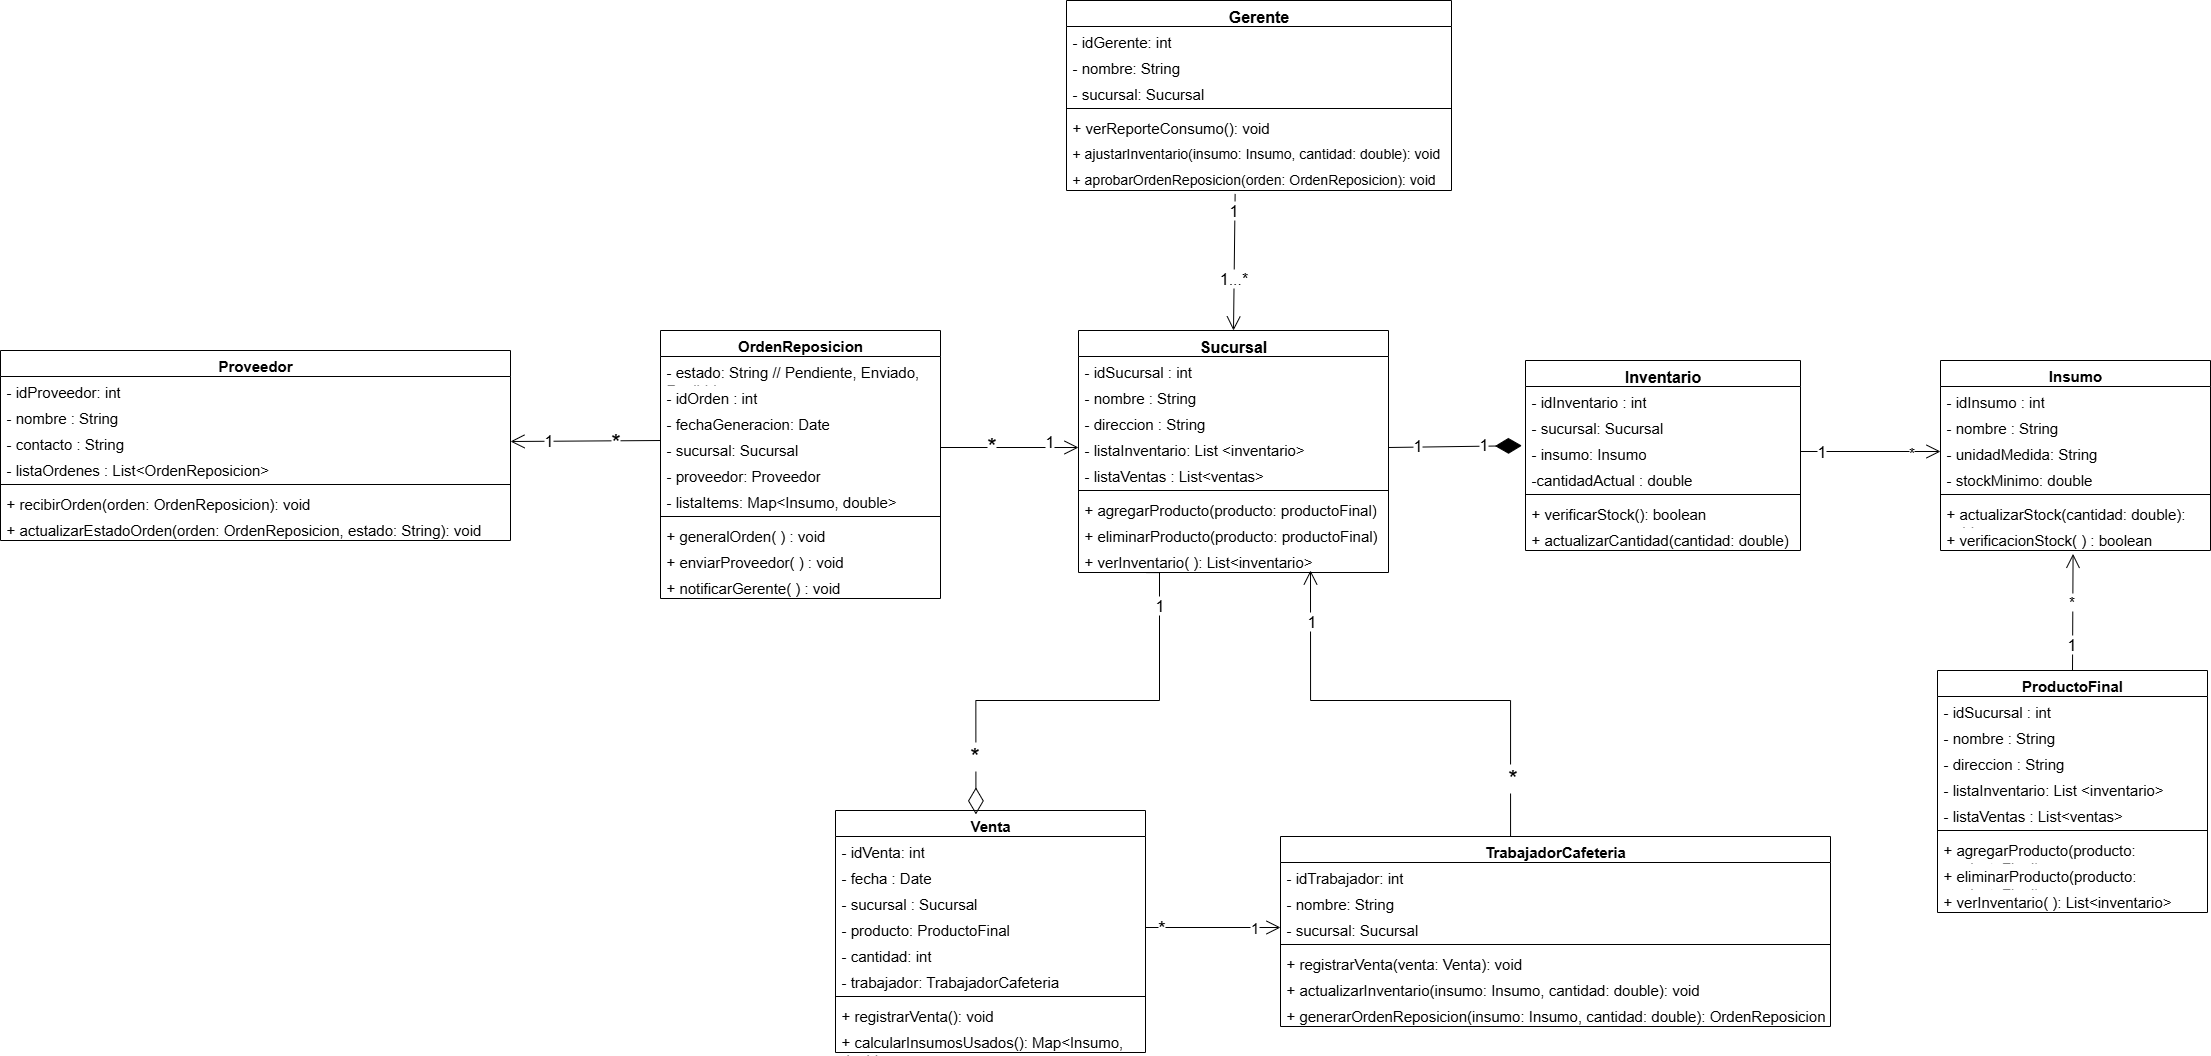 Gerente
- idGerente: int
- nombre: String
- sucursal: Sucursal
+ verReporteConsumo(): void
+ ajustarInventario(insumo: Insumo, cantidad: double): void
+ aprobarOrdenReposicion(orden: OrdenReposicion): void
1
1...*
Proveedor
- idProveedor: int
- nombre : String
- contacto : String
- listaOrdenes : List<OrdenReposicion>
+ recibirOrden(orden: OrdenReposicion): void
+ actualizarEstadoOrden(orden: OrdenReposicion, estado: String): void
1
*
OrdenReposicion
- estado: String // Pendiente, Enviado,
- idOrden : int
- fechaGeneracion: Date
- sucursal: Sucursal
- proveedor: Proveedor
- listaItems: Map<Insumo, double>
+ generalOrden( ) : void
+ enviarProveedor( ) : void
+ notificarGerente( ) : void
*
1
Sucursal
- idSucursal : int
- nombre : String
- direccion : String
- listaInventario: List <inventario>
- listaVentas : List<ventas>
+ agregarProducto(producto: productoFinal)
+ eliminarProducto(producto: productoFinal)
+ verInventario( ): List<inventario>
1
1
Inventario
- idInventario : int
- sucursal: Sucursal
- insumo: Insumo
-cantidadActual : double
+ verificarStock(): boolean
+ actualizarCantidad(cantidad: double)
1
*
Insumo
- idInsumo : int
- nombre : String
- unidadMedida: String
- stockMinimo: double
+ actualizarStock(cantidad: double):
+ verificacionStock( ) : boolean
*
1
ProductoFinal
- idSucursal : int
- nombre : String
- direccion : String
- listaInventario: List <inventario>
- listaVentas : List<ventas>
+ agregarProducto(producto:
+ eliminarProducto(producto:
+ verInventario( ): List<inventario>
1
*
1
*
Venta
- idVenta: int
- fecha : Date
- sucursal : Sucursal
- producto: ProductoFinal
- cantidad: int
- trabajador: TrabajadorCafeteria
+ registrarVenta(): void
+ calcularInsumosUsados(): Map<Insumo,
*
1
TrabajadorCafeteria
- idTrabajador: int
- nombre: String
- sucursal: Sucursal
+ registrarVenta(venta: Venta): void
+ actualizarInventario(insumo: Insumo, cantidad: double): void
+ generarOrdenReposicion(insumo: Insumo, cantidad: double): OrdenReposicion